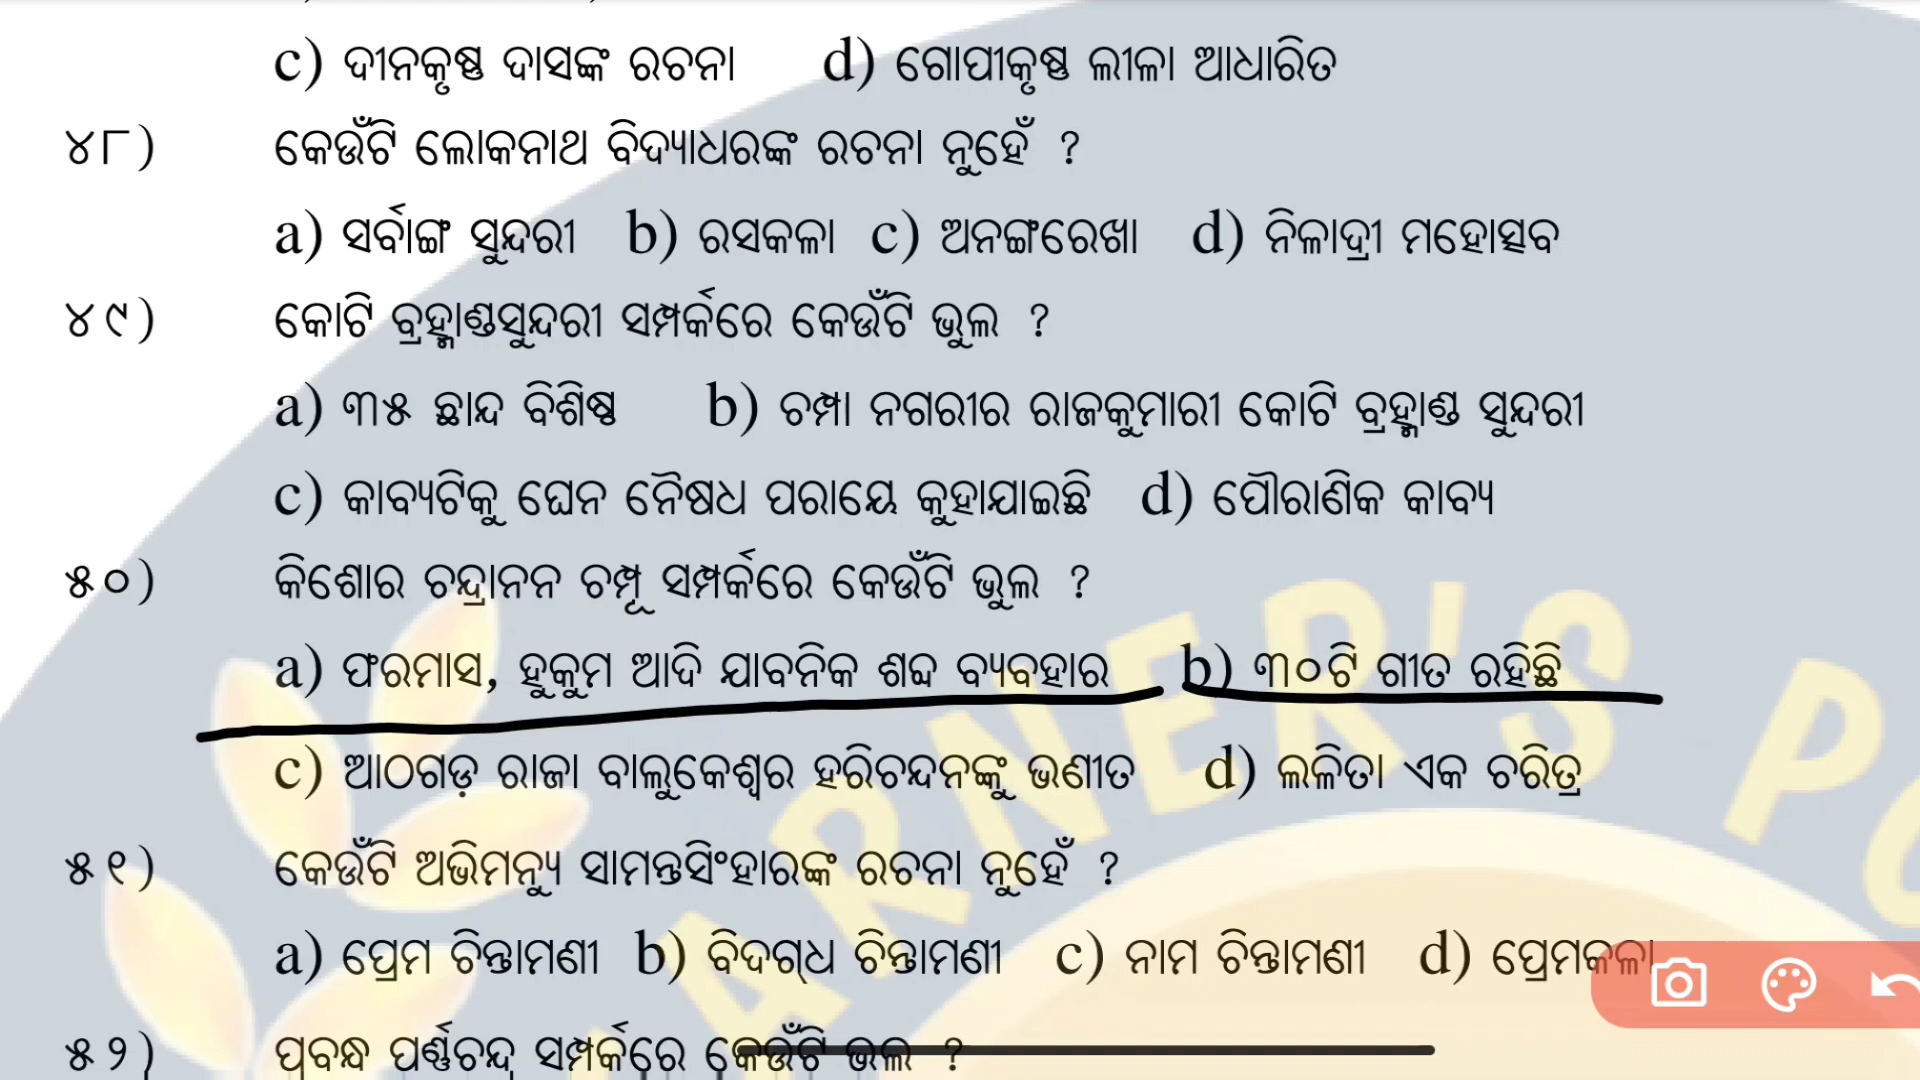 c) ଦୀନକୃଷ୍ଣ ଦାସଙ୍କ ରଚନା d) ଗୋପୀକୃଷ୍ଣ ଲୀଳା ଆଧାରିତ
୪୮) କେଉଁଟି ଲୋକନାଥ ବିଦ୍ୟାଧରଙ୍କ ରଚନା ନୁହେଁ ?
a) ସର୍ବାଙ୍ଗ ସୁନ୍ଦରୀ b) ରସକଳା c) ଅନଙ୍ଗରେଖା d) ନିଳାଦ୍ରୀ ମହୋତ୍ସବ
୪୯) କୋଟି ବ୍ରହ୍ମାଣ୍ଡସୁନ୍ଦରୀ ସମ୍ପର୍କରେ କେଉଁଟି ଭୁଲ ?
a) ୩୫ ଛାନ୍ଦ ବିଶିଷ୍ଟ b) ଚମ୍ପା ନଗରୀର ରାଜକୁମାରୀ କୋଟି ବ୍ରହ୍ମାଣ୍ଡ ସୁନ୍ଦରୀ
c) କାବ୍ୟଟିକୁ ଘେନ ନୈଷଧ ପରାୟେ କୁହାଯାଇଛି d) ପୌରାଣିକ କାବ୍ୟ
୫୦) କିଶୋର ଚନ୍ଦ୍ରାନନ ଚମ୍ପୂ ସମ୍ପର୍କରେ କେଉଁଟି ଭୁଲ ?
a) ଫରମାସ, ହୁକୁମ ଆଦି ଯାବନିକ ଶବ୍ଦ ବ୍ୟବହାର b) ୩୦ଟି ଗୀତ ରହିଛି
c) ଆଠଗଡ଼ ରାଜା ବାଲୁକେଶ୍ୱର ହରିଚନ୍ଦନଙ୍କୁ ଭଣୀତ d) ଲଳିତା ଏକ ଚରିତ୍ର
୫୧) କେଉଁଟି ଅଭିମନ୍ୟୁ ସାମନ୍ତସିଂହାରଙ୍କ ରଚନା ନୁହେଁ ?
a) ପ୍ରେମ ଚିନ୍ତାମଣୀ b) ବିଦଗ୍‌ଧ ଚିନ୍ତାମଣୀ c) ନାମ ଚିନ୍ତାମଣୀ d) ପ୍ରେମକଳା
୫୨) ପ୍ରବନ୍ଧ ପୂର୍ଣ୍ଣଚନ୍ଦ୍ର ସମ୍ପର୍କରେ କେଉଁଟି ଭୁଲ ?
ARNER'S PO